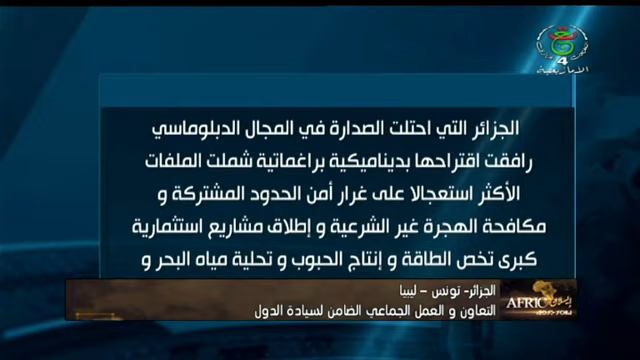 4
الأمازيغية
الجزائر التي احتلت الصدارة في المجال الدبلوماسي
رافقت اقتراحها بديناميكية براغماتية شملت الملفات
الأكثر استعجالا على غرار أمن الحدود المشتركة و
مكافحة الهجرة غير الشرعية و إطلاق مشاريع استثمارية
كبرى تخص الطاقة و إنتاج الحبوب و تحلية مياه البحر و
الجزائر- تونس – ليبيا
التعاون و العمل الجماعي الضامن لسيادة الدول
AFRIC